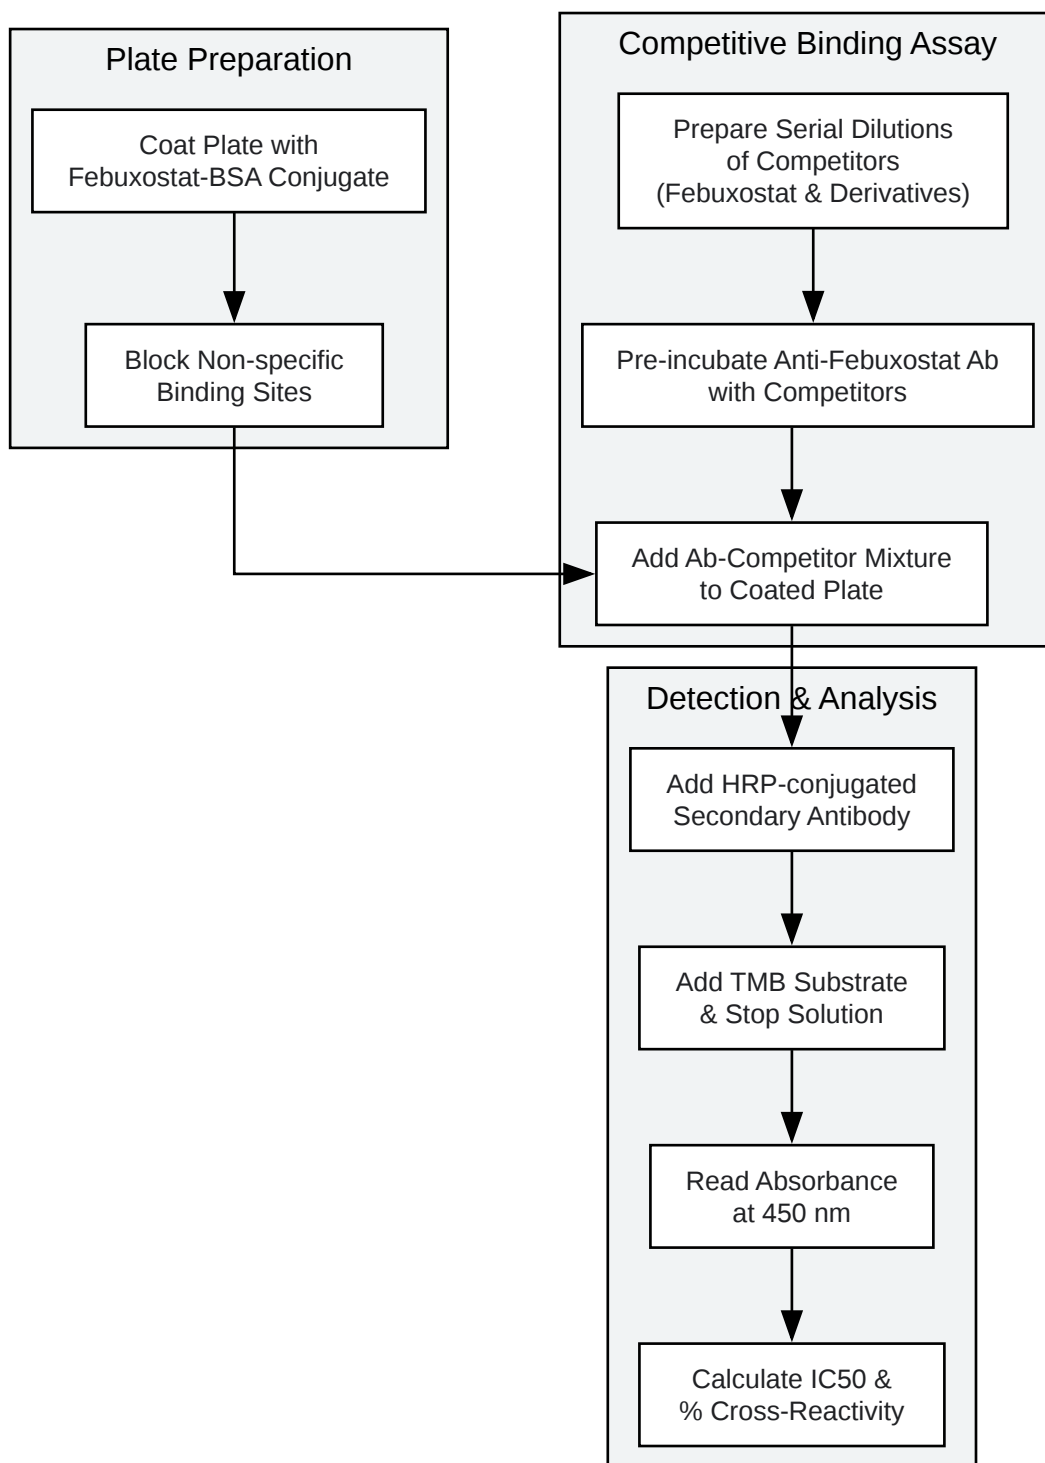 Plate Preparation
Coat Plate with
Febuxostat-BSA Conjugate
Block Non-specific
Binding Sites
Competitive Binding Assay
Prepare Serial Dilutions
of Competitors
(Febuxostat & Derivatives)
Pre-incubate Anti-Febuxostat Ab
with Competitors
Add Ab-Competitor Mixture
to Coated Plate
Detection & Analysis
Add HRP-conjugated
Secondary Antibody
Add TMB Substrate
& Stop Solution
Read Absorbance
at 450 nm
Calculate IC50 &
% Cross-Reactivity